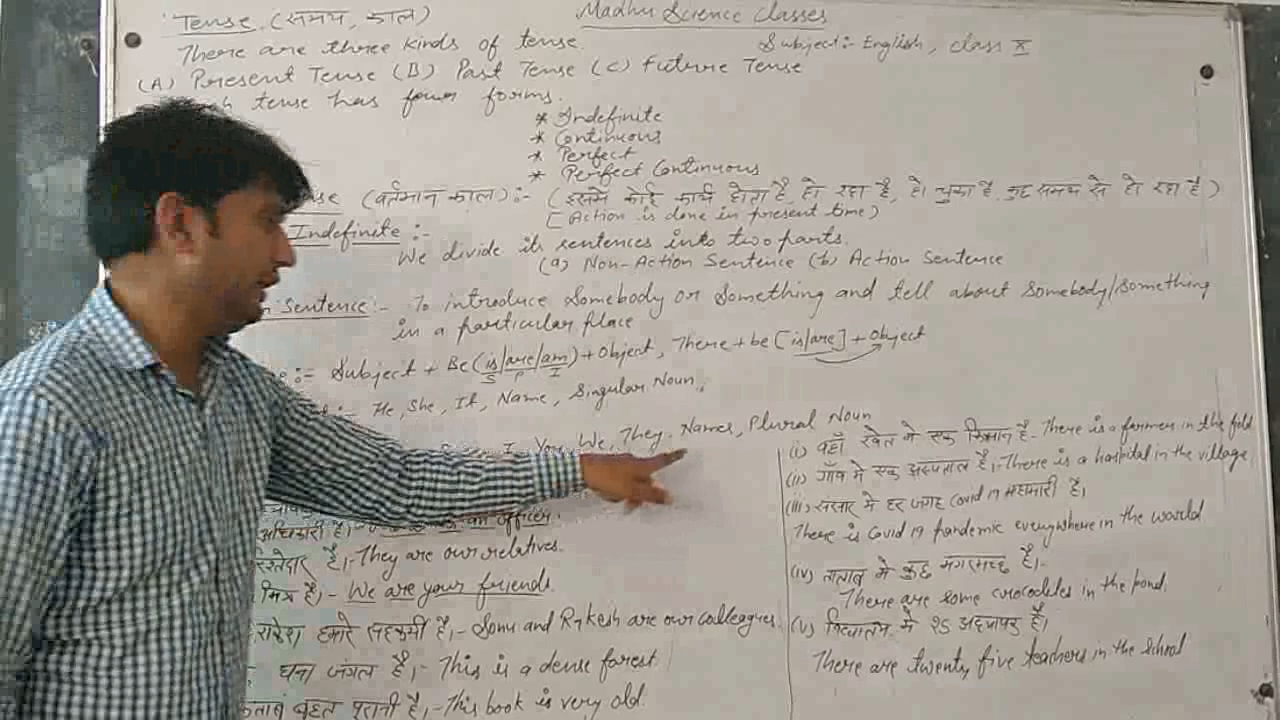 Tense (समय, काल)
Madhu Science Classes
There are three kinds of tense.
Subject:- English, class X
(A) Present Tense (B) Past Tense (C) Future Tense
tense has four forms.
* Indefinite
* Continuous
* Perfect
* Perfect Continuous
(वर्तमान काल) :- (इसमे कोई कार्य होता है, हो रहा है, हो चुका है, कुछ समय से हो रहा है)
[Action is done in present time)
Indefinite :-
We divide its sentences into two parts.
(a) Non-Action Sentence (b) Action Sentence
Sentence:- To introduce Somebody or Something and tell about Somebody/something
in a particular place
:= Subject + Be (is/are/am) + Object, There + be [is/are] + Object
S P I
:- He, She, It, Name, Singular Noun,
I, You, We, They, Names, Plural Noun
अधिकारी है।- an officer.
है।- They are our relatives.
मित्र है।- We are your friends.
राकेश हमारे सहकर्मी है।- Sonu and Rakesh are our colleagues.
घना जंगल है।- This is a dense forest.
किताब बहुत पुरानी है,- This book is very old.
(i) वहाँ खेत मे एक किसान है - There is a farmer in the field
(ii) गाँव मे एक अस्पताल है।- There is a hospital in the village
(iii) संसार मे हर जगह Covid 19 महामारी है।
There is Covid 19 pandemic everywhere in the world
(iv) तालाब मे कुछ मगरमच्छ है।-
There are some crocodiles in the pond.
(v) विद्यालय में २५ अध्यापक है।
There are twenty five teachers in the School